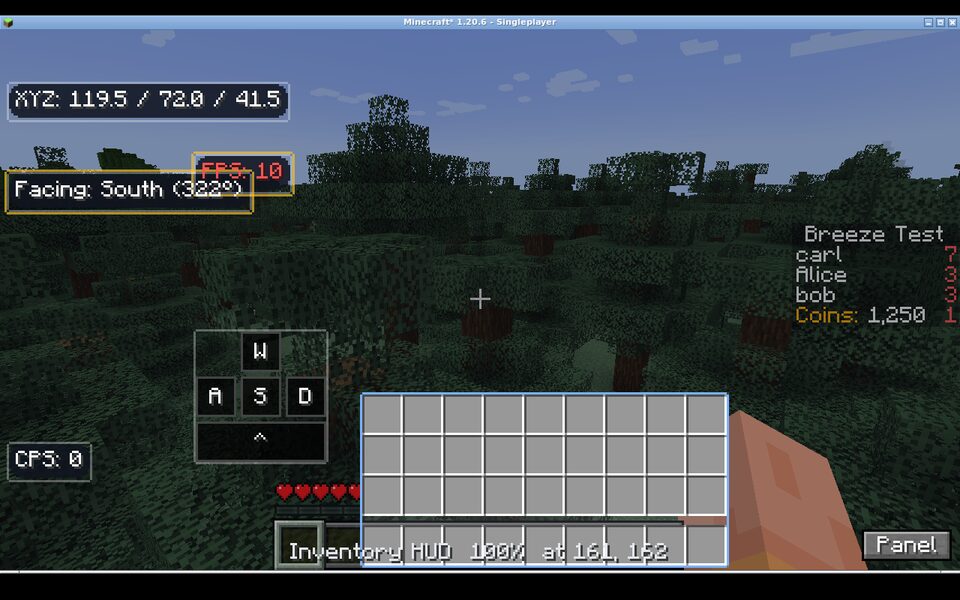 Minecraft* 1.20.6 - Singleplayer
XYZ: 119.5 / 72.0 / 41.5
FPS: 10
Facing: South (322°)
Breeze Test
carl 7
Alice 3
bob 3
Coins: 1,250 1
W
A S D
^
CPS: 0
Inventory HUD 100% at 161, 162
Panel